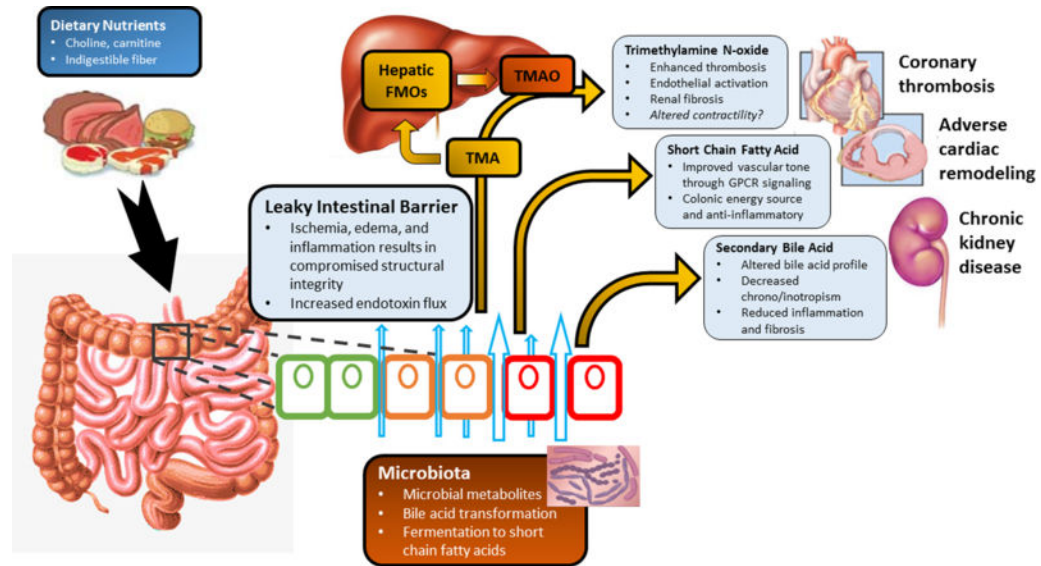 Dietary Nutrients
• Choline, carnitine
• Indigestible fiber
Hepatic
FMOs
TMAO
TMA
Trimethylamine N-oxide
• Enhanced thrombosis
• Endothelial activation
• Renal fibrosis
• Altered contractility?
Coronary
thrombosis
Short Chain Fatty Acid
• Improved vascular tone
through GPCR signaling
• Colonic energy source
and anti-inflammatory
Adverse
cardiac
remodeling
Leaky Intestinal Barrier
• Ischemia, edema, and
inflammation results in
compromised structural
integrity
• Increased endotoxin flux
Secondary Bile Acid
• Altered bile acid profile
• Decreased
chrono/inotropism
• Reduced inflammation
and fibrosis
Chronic
kidney
disease
Microbiota
• Microbial metabolites
• Bile acid transformation
• Fermentation to short
chain fatty acids